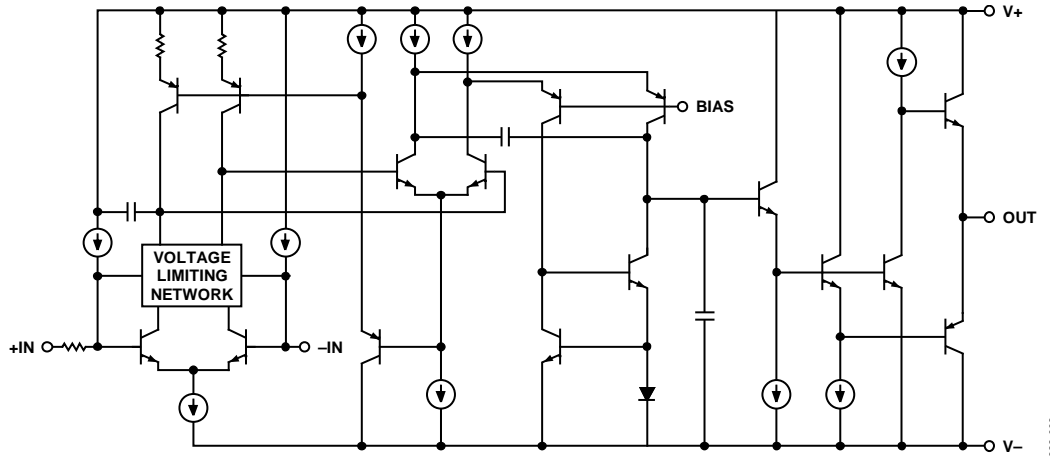 V+
BIAS
OUT
VOLTAGE
LIMITING
NETWORK
+IN
–IN
V–